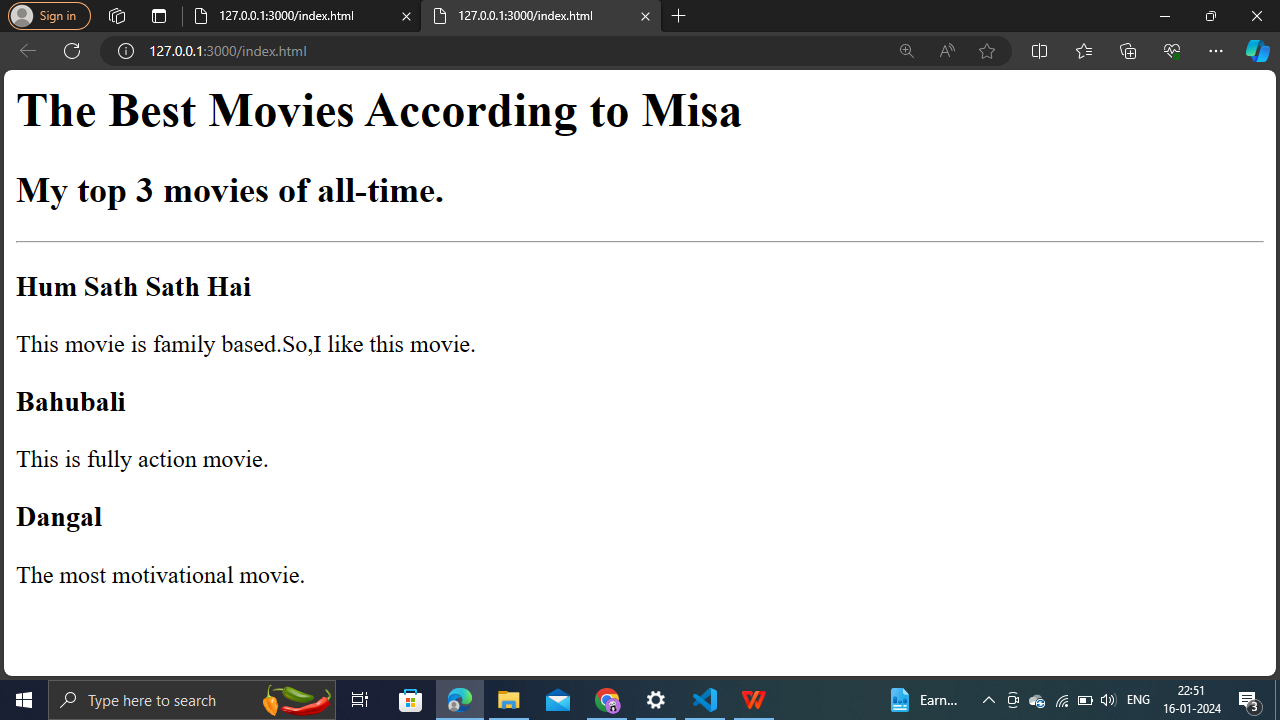 Sign in
127.0.0.1:3000/index.html
127.0.0.1:3000/index.html
127.0.0.1:3000/index.html
The Best Movies According to Misa
My top 3 movies of all-time.
Hum Sath Sath Hai
This movie is family based.So,I like this movie.
Bahubali
This is fully action movie.
Dangal
The most motivational movie.
Type here to search
Earn...
ENG
22:51
16-01-2024
3